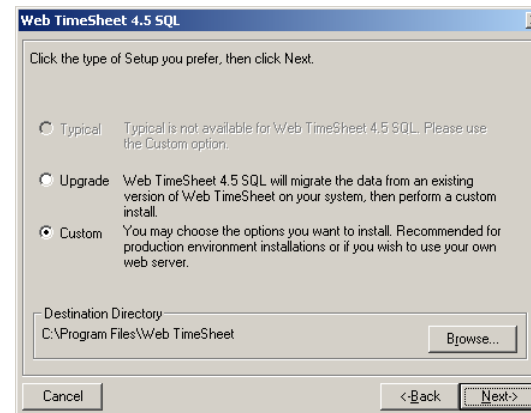 Web TimeSheet 4.5 SQL
Click the type of Setup you prefer, then click Next.
Typical
Typical is not available for Web TimeSheet 4.5 SQL. Please use
the Custom option.
Upgrade
Web TimeSheet 4.5 SQL will migrate the data from an existing
version of Web TimeSheet on your system, then perform a custom
install.
Custom
You may choose the options you want to install. Recommended for
production environment installations or if you wish to use your own
web server.
Destination Directory
C:\Program Files\Web TimeSheet
Browse...
Cancel
<-Back
Next->